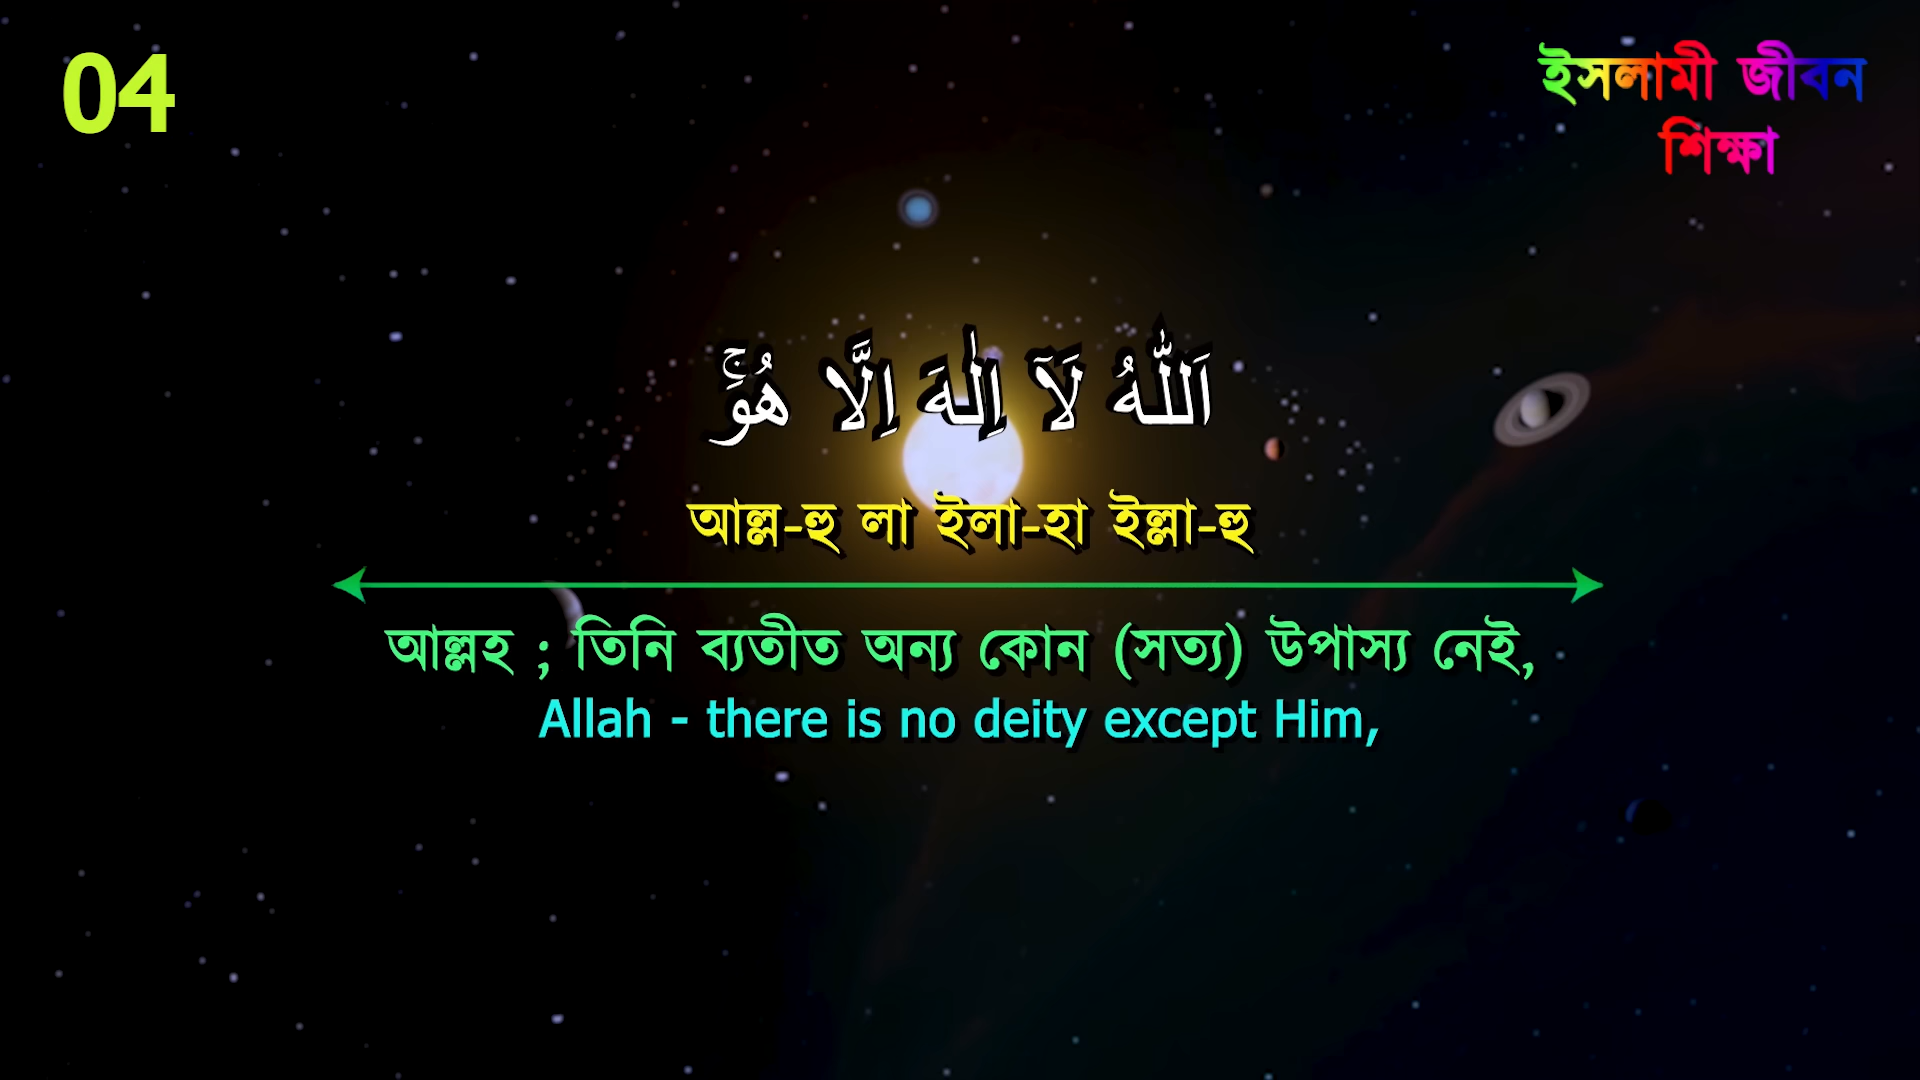 04
ইসলামী জীবন
শিক্ষা
اَللّٰهُ لَآ اِلٰهَ اِلَّا هُوَۚ
আল্ল-হু লা ইলা-হা ইল্লা-হু
আল্লহ ; তিনি ব্যতীত অন্য কোন (সত্য) উপাস্য নেই,
Allah - there is no deity except Him,